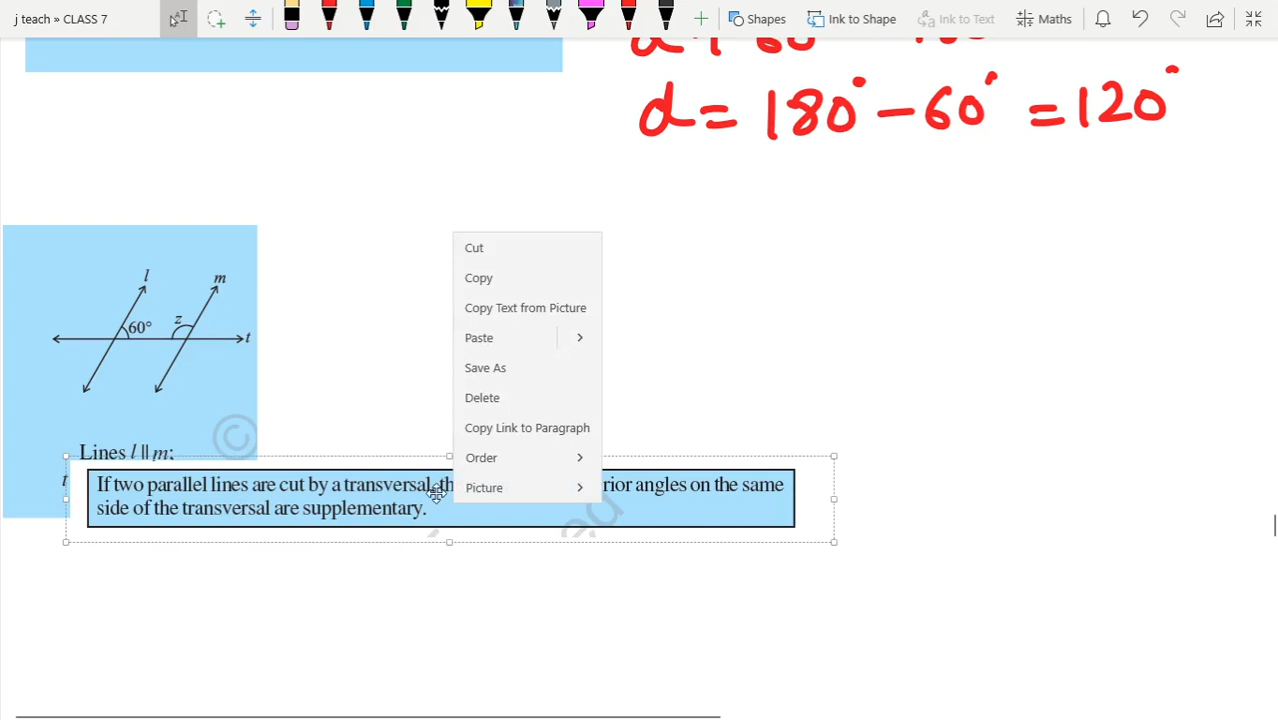 j teach » CLASS 7
Shapes
Ink to Shape
Ink to Text
Maths
d = 180° – 60° = 120°
l
m
60°
z
t
Lines l || m;
t
If two parallel lines are cut by a transversal, th rior angles on the same
side of the transversal are supplementary.
Cut
Copy
Copy Text from Picture
Paste
Save As
Delete
Copy Link to Paragraph
Order
Picture